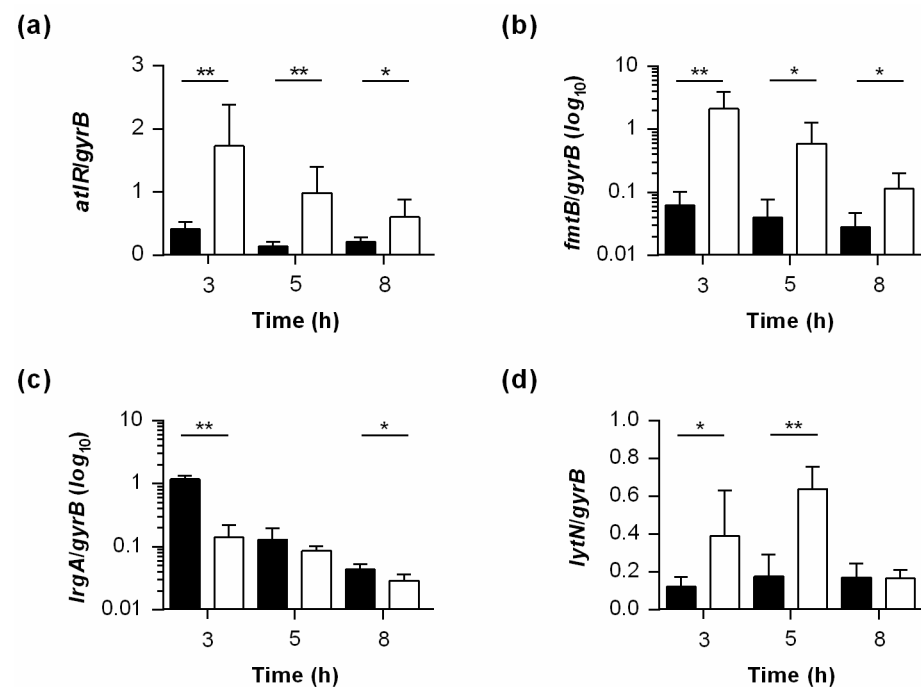 (a)
atlR/gyrB
3
2
1
0
** ** *
3 5 8
Time (h)
(b)
fmtB/gyrB (log10)
10
1
0.1
0.01
** * *
3 5 8
Time (h)
(c)
lrgA/gyrB (log10)
10
1
0.1
0.01
** *
3 5 8
Time (h)
(d)
lytN/gyrB
1.0
0.8
0.6
0.4
0.2
0.0
* **
3 5 8
Time (h)